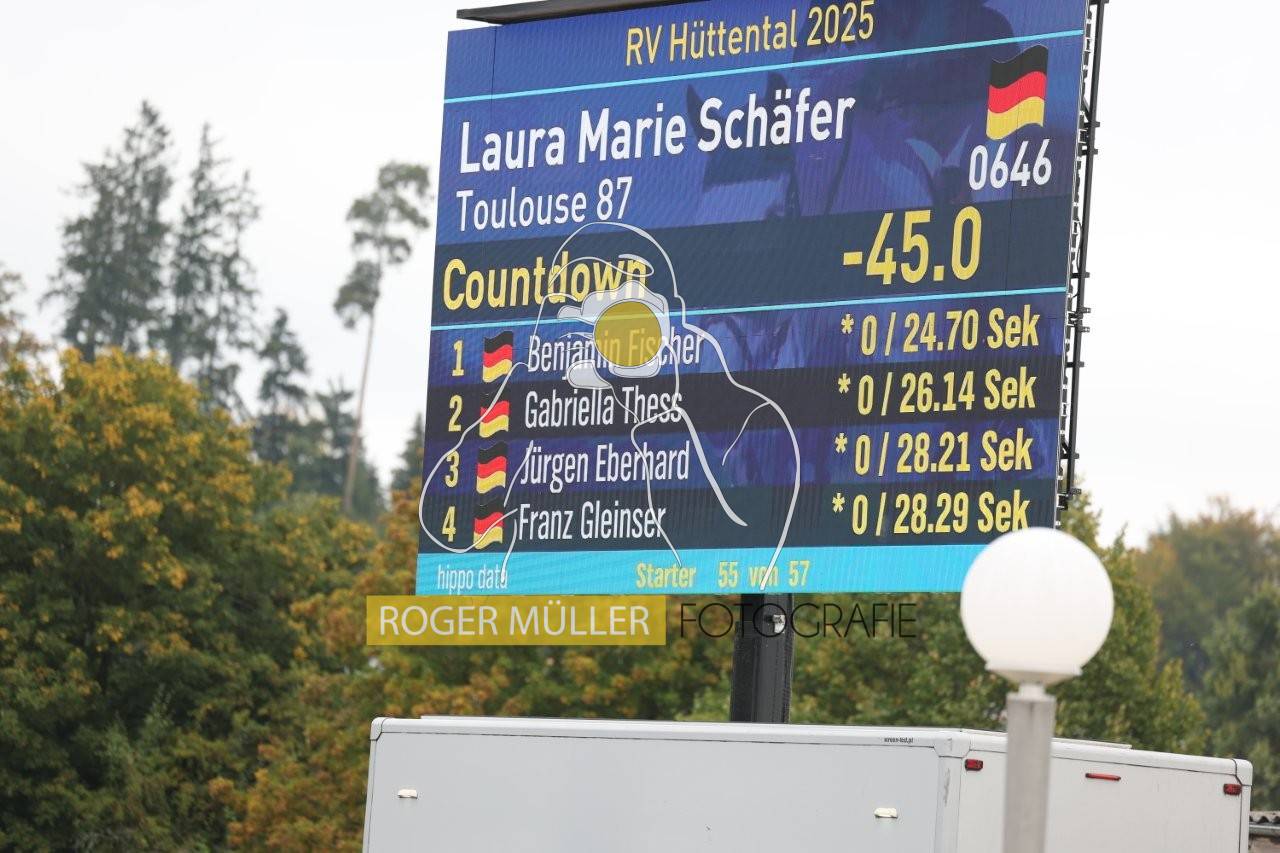 RV Hüttental 2025
Laura Marie Schäfer
0646
Toulouse 87
Countdown -45.0
1 Benjamin Fischer * 0 / 24.70 Sek
2 Gabriella Thess * 0 / 26.14 Sek
3 Jürgen Eberhard * 0 / 28.21 Sek
4 Franz Gleinser * 0 / 28.29 Sek
hippo data Starter 55 von 57
ROGER MÜLLER FOTOGRAFIE